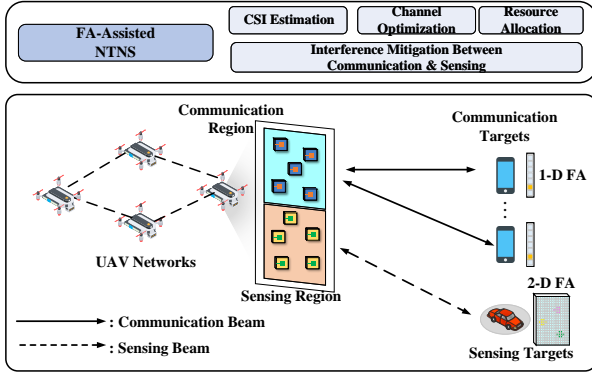 FA-Assisted
NTNS
CSI Estimation
Channel
Optimization
Resource
Allocation
Interference Mitigation Between
Communication & Sensing
Communication
Region
Communication
Targets
1-D FA
UAV Networks
2-D FA
Sensing Region
: Communication Beam
: Sensing Beam
Sensing Targets